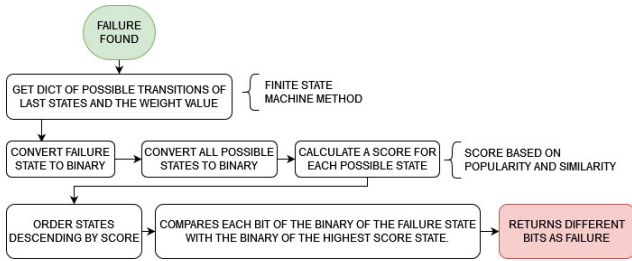 FAILURE
FOUND
GET DICT OF POSSIBLE TRANSITIONS OF
LAST STATES AND THE WEIGHT VALUE
FINITE STATE
MACHINE METHOD
CONVERT FAILURE
STATE TO BINARY
CONVERT ALL POSSIBLE
STATES TO BINARY
CALCULATE A SCORE FOR
EACH POSSIBLE STATE
SCORE BASED ON
POPULARITY AND SIMILARITY
ORDER STATES
DESCENDING BY SCORE
COMPARES EACH BIT OF THE BINARY OF THE FAILURE STATE
WITH THE BINARY OF THE HIGHEST SCORE STATE.
RETURNS DIFFERENT
BITS AS FAILURE